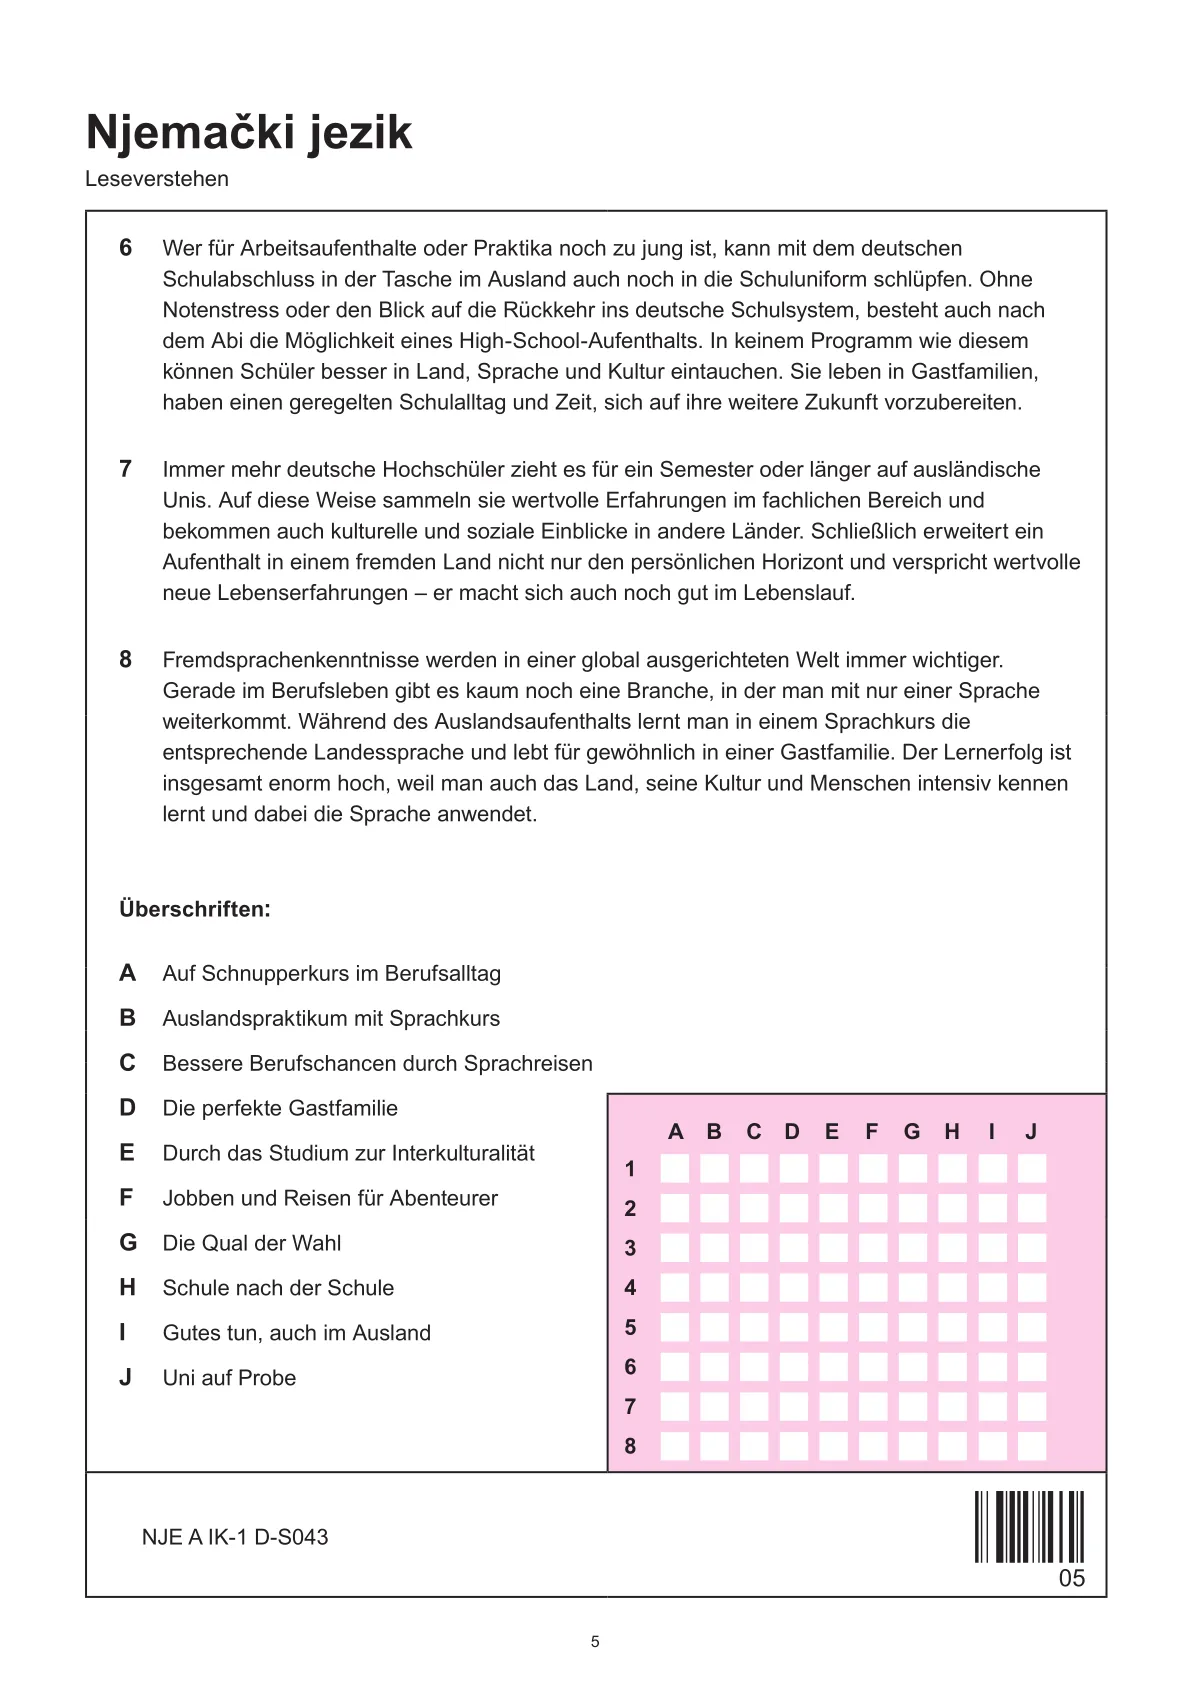 Njemački jezik
Leseverstehen
6 Wer für Arbeitsaufenthalte oder Praktika noch zu jung ist, kann mit dem deutschen
Schulabschluss in der Tasche im Ausland auch noch in die Schuluniform schlüpfen. Ohne
Notenstress oder den Blick auf die Rückkehr ins deutsche Schulsystem, besteht auch nach
dem Abi die Möglichkeit eines High-School-Aufenthalts. In keinem Programm wie diesem
können Schüler besser in Land, Sprache und Kultur eintauchen. Sie leben in Gastfamilien,
haben einen geregelten Schulalltag und Zeit, sich auf ihre weitere Zukunft vorzubereiten.
7 Immer mehr deutsche Hochschüler zieht es für ein Semester oder länger auf ausländische
Unis. Auf diese Weise sammeln sie wertvolle Erfahrungen im fachlichen Bereich und
bekommen auch kulturelle und soziale Einblicke in andere Länder. Schließlich erweitert ein
Aufenthalt in einem fremden Land nicht nur den persönlichen Horizont und verspricht wertvolle
neue Lebenserfahrungen – er macht sich auch noch gut im Lebenslauf.
8 Fremdsprachenkenntnisse werden in einer global ausgerichteten Welt immer wichtiger.
Gerade im Berufsleben gibt es kaum noch eine Branche, in der man mit nur einer Sprache
weiterkommt. Während des Auslandsaufenthalts lernt man in einem Sprachkurs die
entsprechende Landessprache und lebt für gewöhnlich in einer Gastfamilie. Der Lernerfolg ist
insgesamt enorm hoch, weil man auch das Land, seine Kultur und Menschen intensiv kennen
lernt und dabei die Sprache anwendet.
Überschriften:
A Auf Schnupperkurs im Berufsalltag
B Auslandspraktikum mit Sprachkurs
C Bessere Berufschancen durch Sprachreisen
D Die perfekte Gastfamilie
E Durch das Studium zur Interkulturalität
F Jobben und Reisen für Abenteurer
G Die Qual der Wahl
H Schule nach der Schule
I Gutes tun, auch im Ausland
J Uni auf Probe
A B C D E F G H I J
1
2
3
4
5
6
7
8
NJE A IK-1 D-S043
05
5